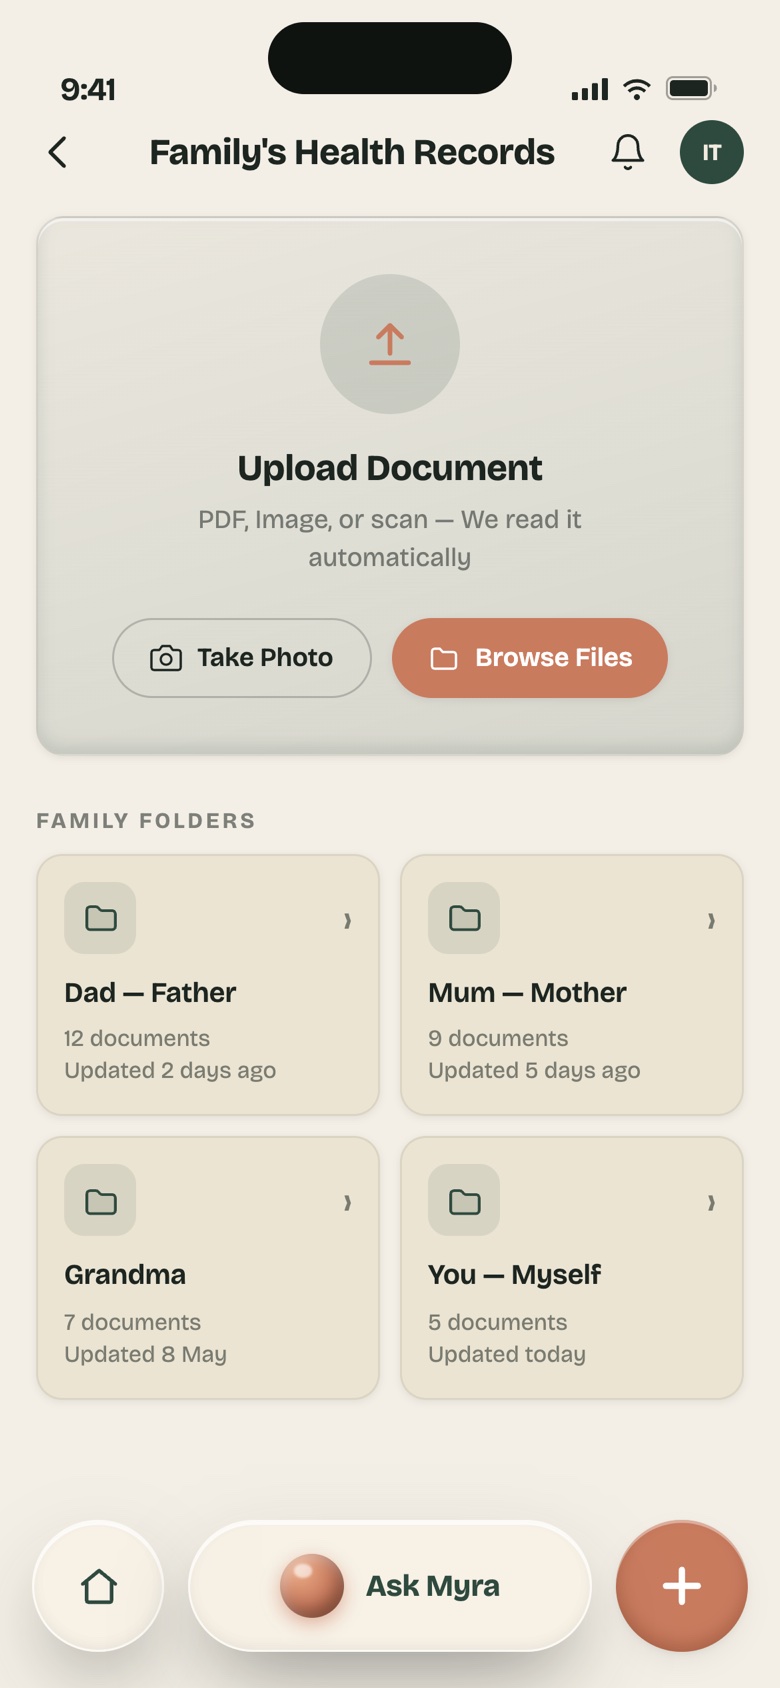 9:41
Family's Health Records
IT
Upload Document
PDF, Image, or scan — We read it
automatically
Take Photo
Browse Files
FAMILY FOLDERS
Dad — Father
12 documents
Updated 2 days ago
Mum — Mother
9 documents
Updated 5 days ago
Grandma
7 documents
Updated 8 May
You — Myself
5 documents
Updated today
Ask Myra